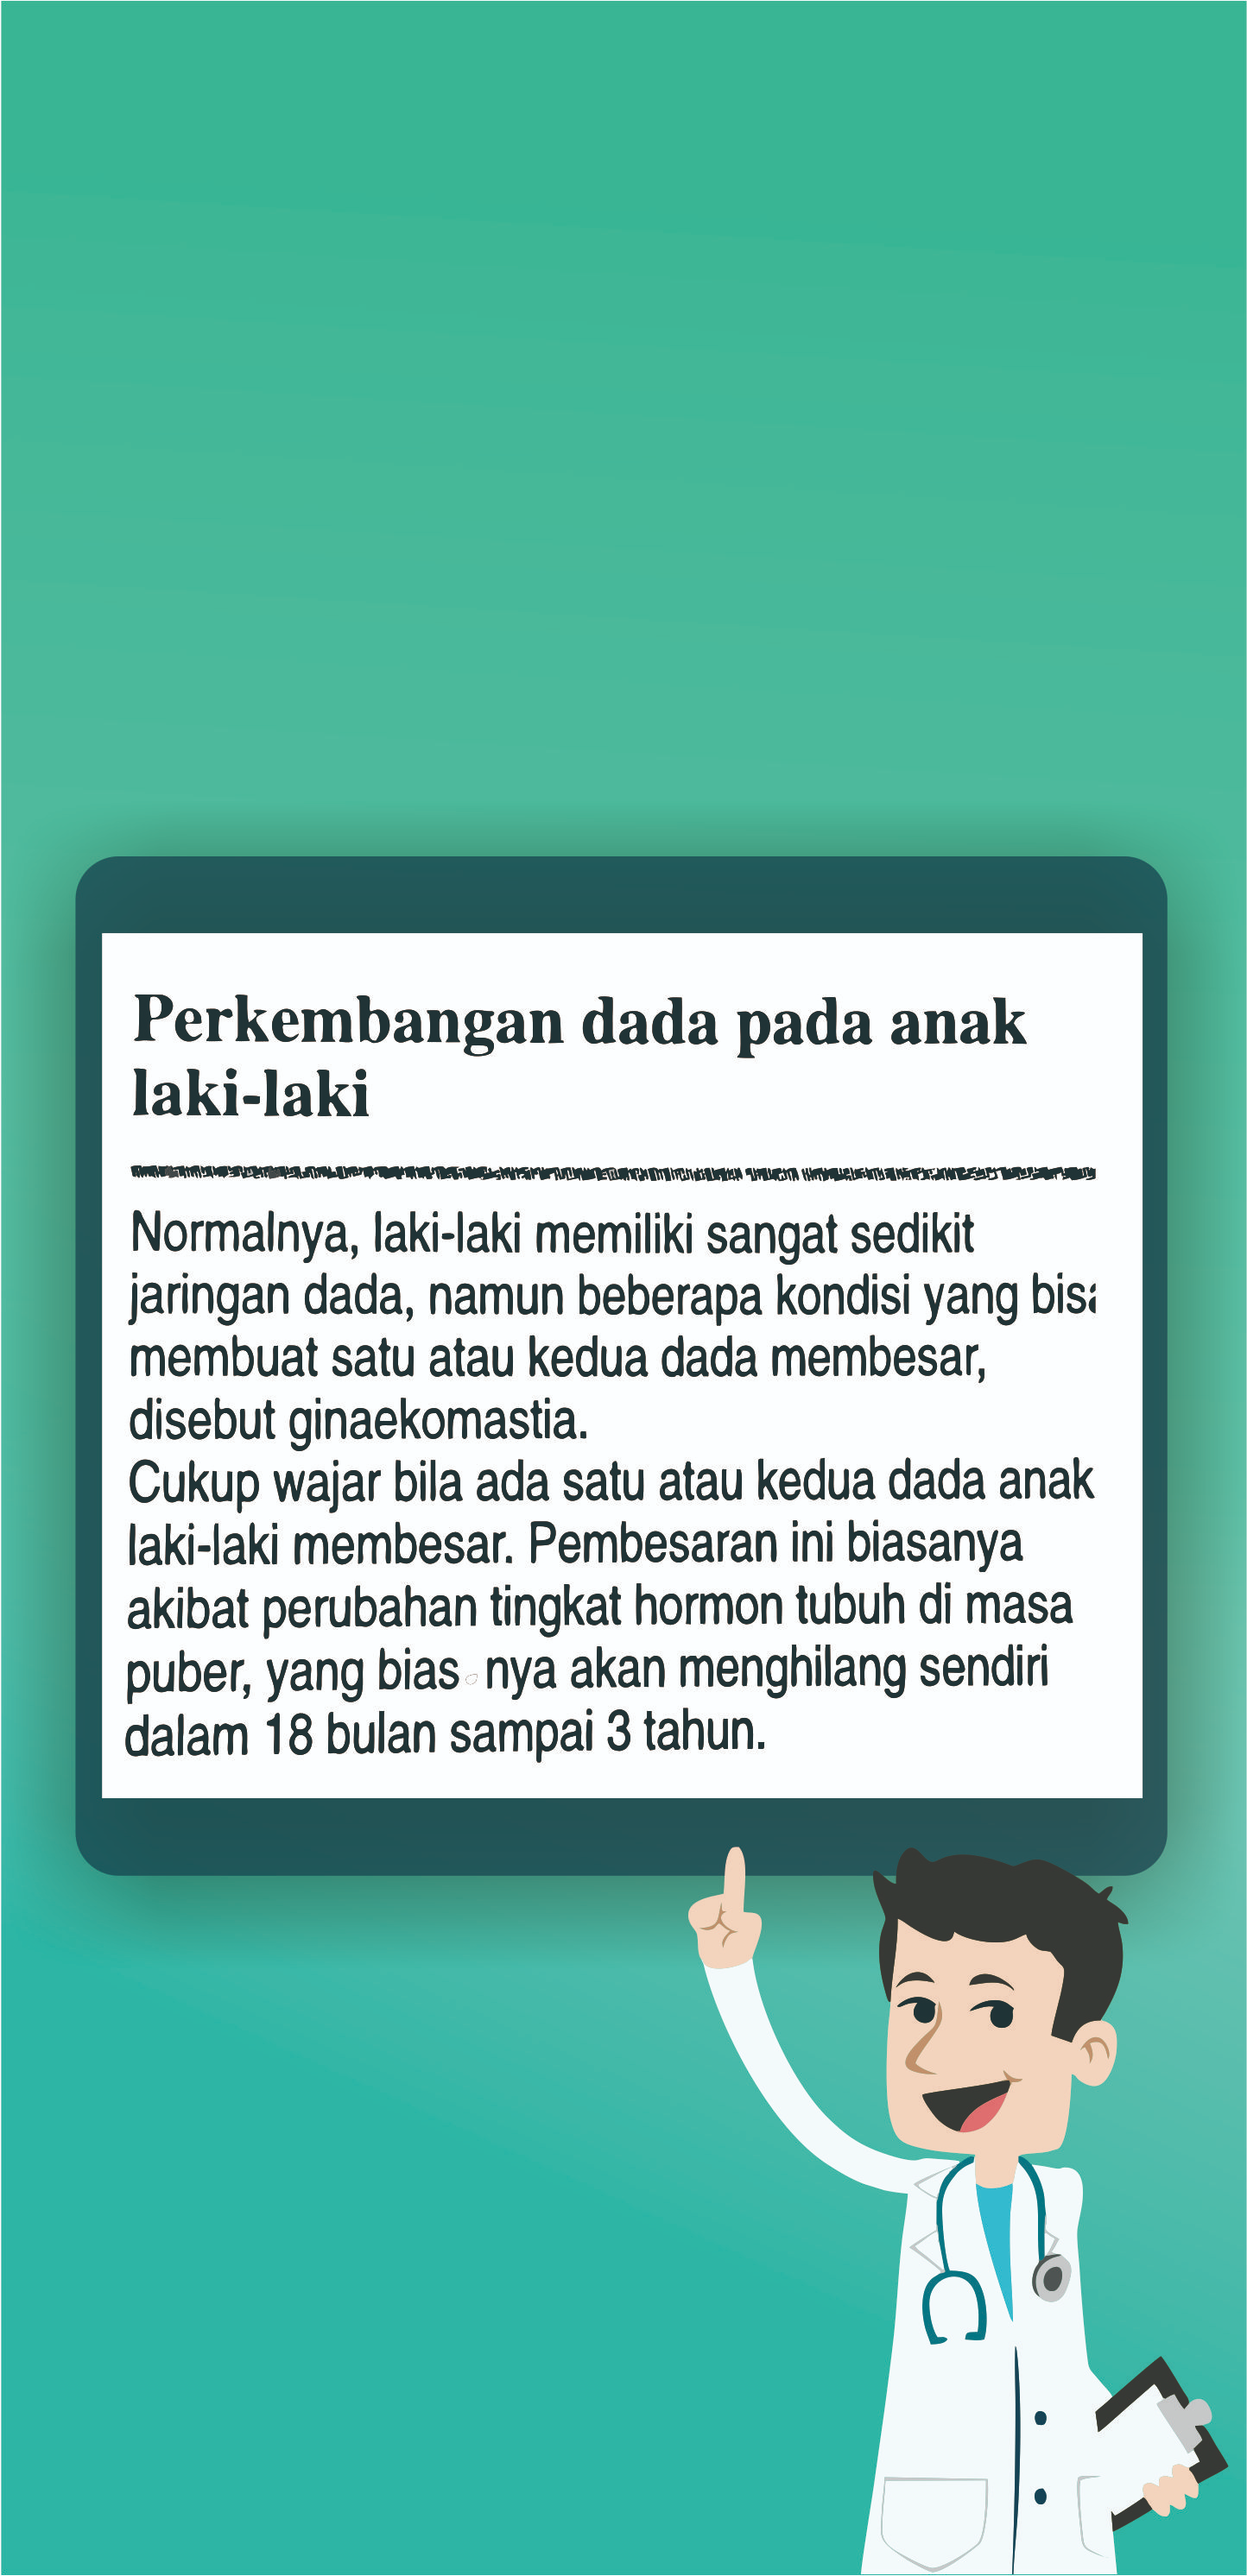 Perkembangan dada pada anak
laki-laki
Normalnya, laki-laki memiliki sangat sedikit
jaringan dada, namun beberapa kondisi yang bisa
membuat satu atau kedua dada membesar,
disebut ginaekomastia.
Cukup wajar bila ada satu atau kedua dada anak
laki-laki membesar. Pembesaran ini biasanya
akibat perubahan tingkat hormon tubuh di masa
puber, yang bias nya akan menghilang sendiri
dalam 18 bulan sampai 3 tahun.